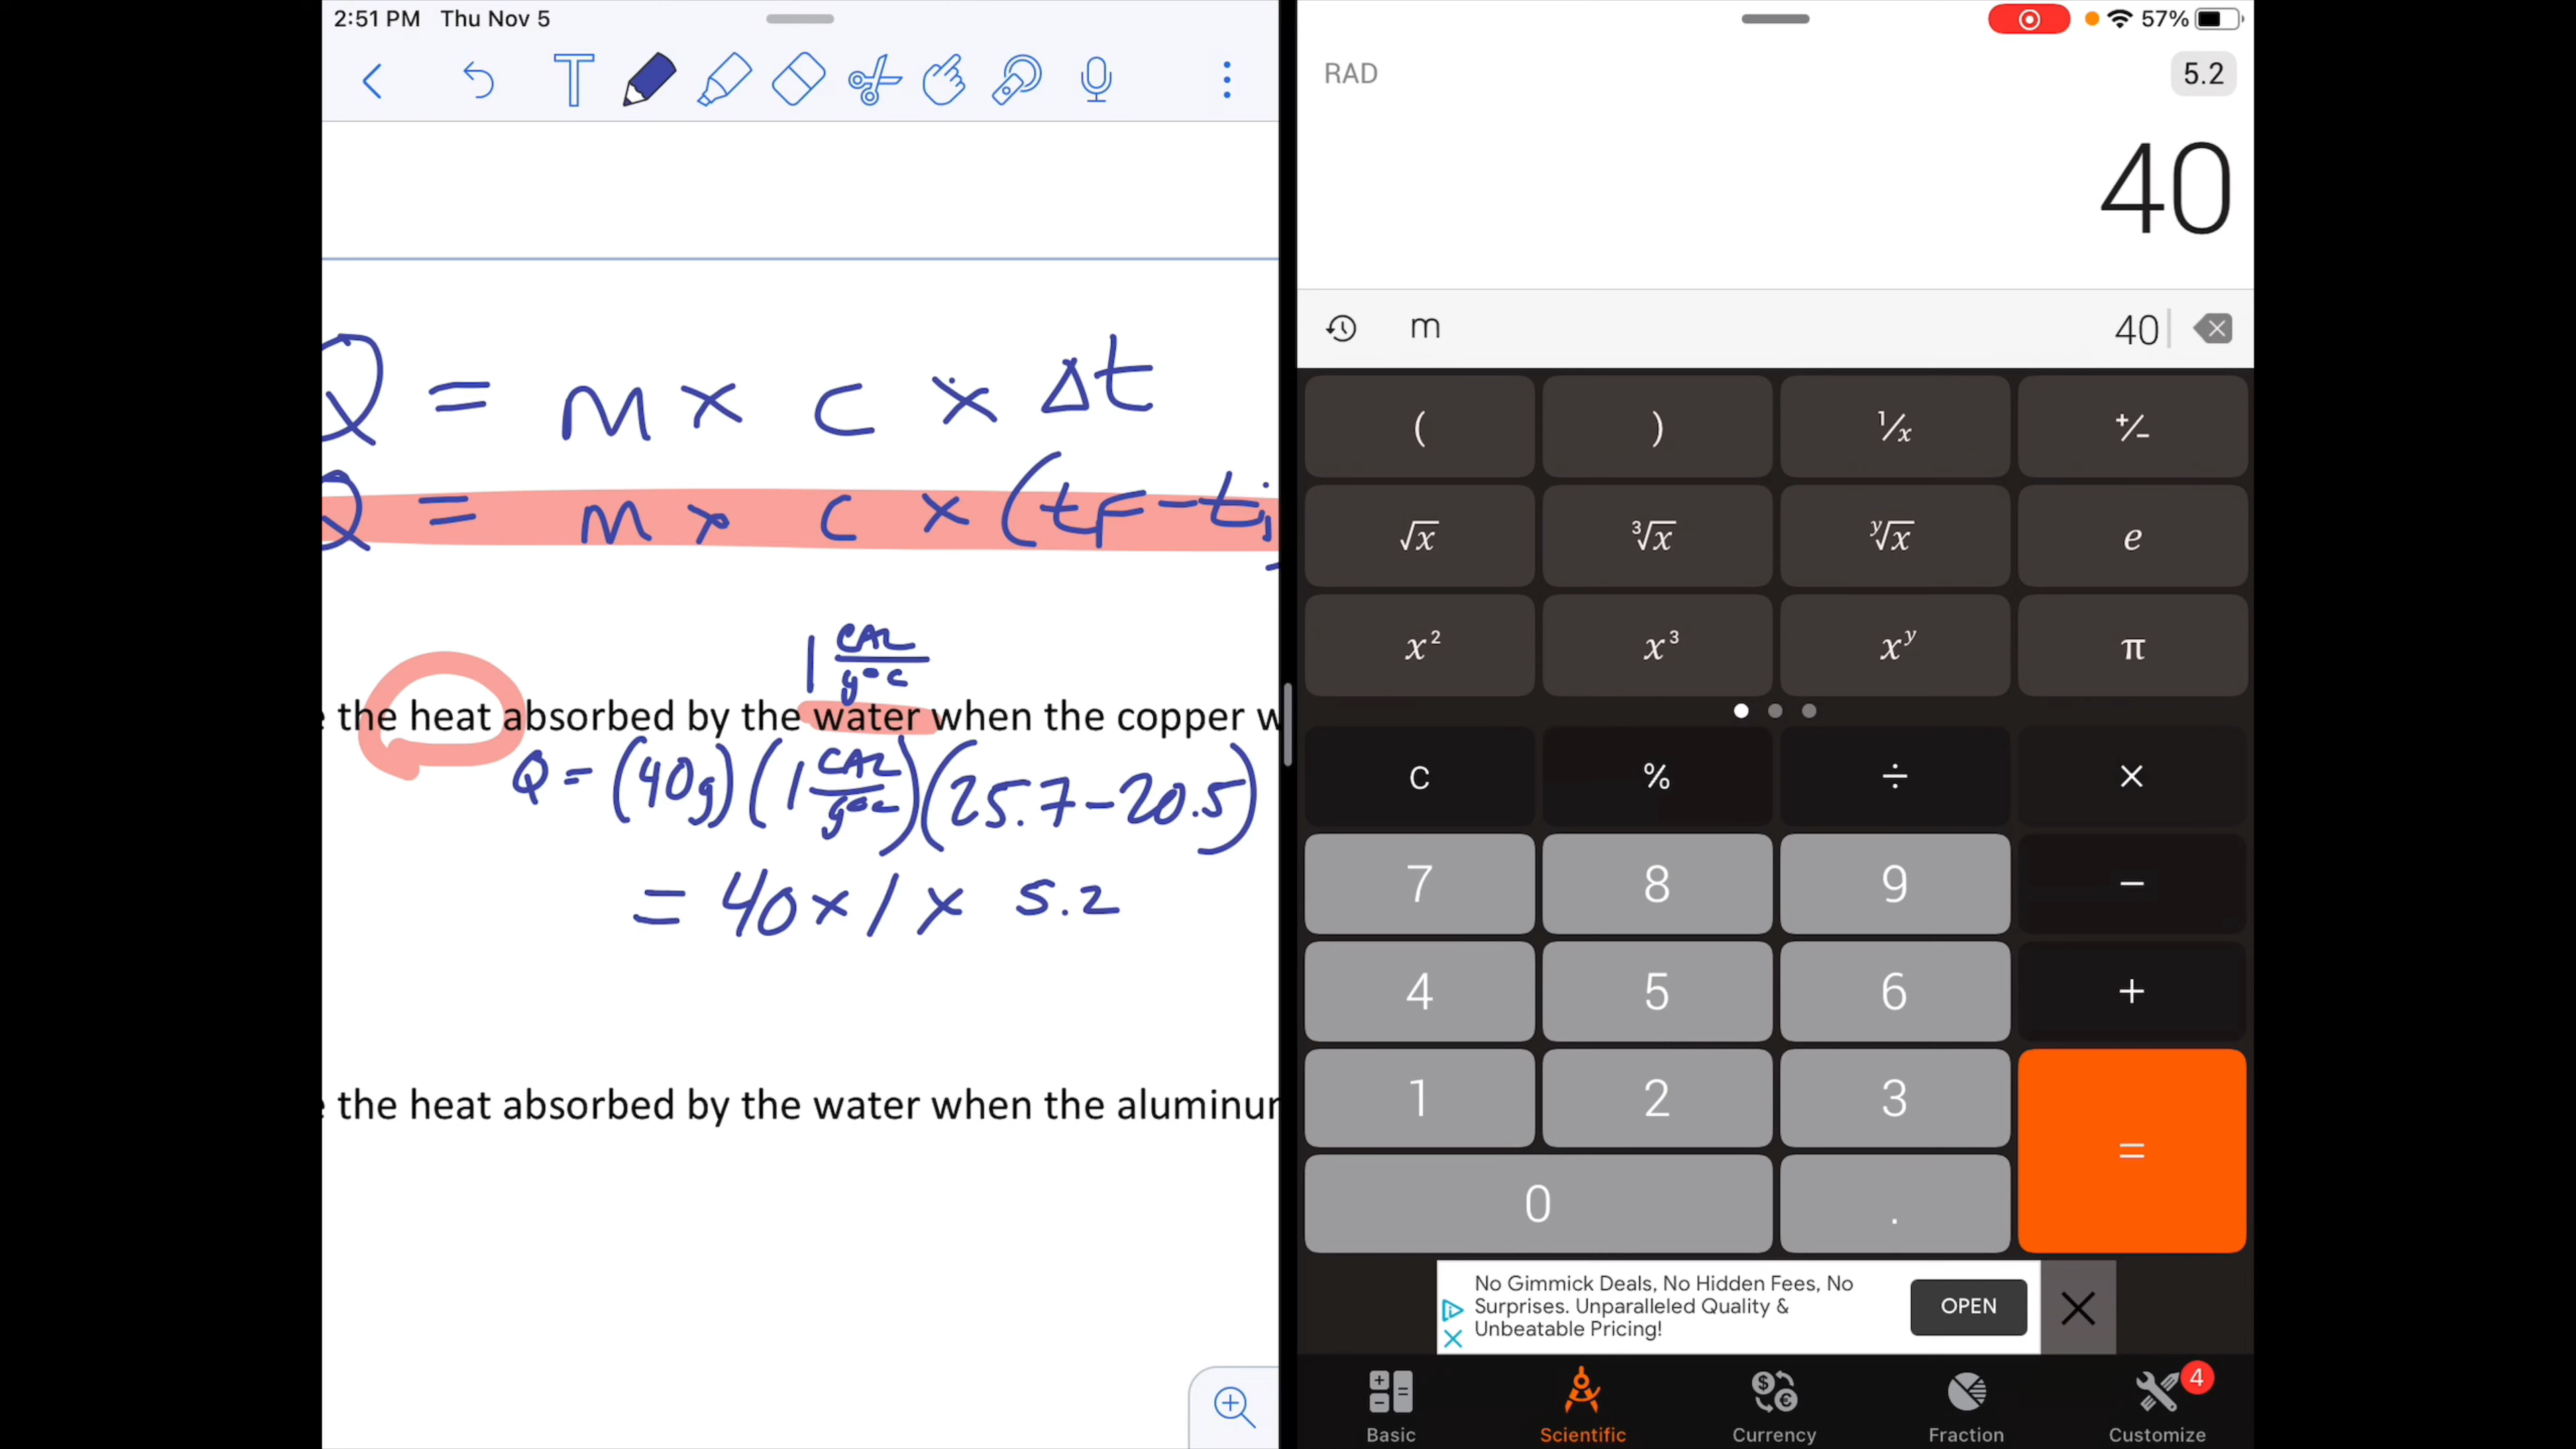 2:51 PM Thu Nov 5
Q = m × c × Δt
Q = m × c × (tF - ti
1 CAL
g°C
the heat absorbed by the water when the copper w
Q = (40g) (1 CAL/g°C) (25.7 - 20.5)
= 40 × 1 × 5.2
the heat absorbed by the water when the aluminu
57%
RAD 5.2
40
m 40
( ) 1/x +/-
√x ³√x ʸ√x e
x² x³ xʸ π
C % ÷ ×
7 8 9 −
4 5 6 +
1 2 3 =
0 .
No Gimmick Deals, No Hidden Fees, No
Surprises. Unparalleled Quality &
Unbeatable Pricing!
OPEN
4
Basic Scientific Currency Fraction Customize